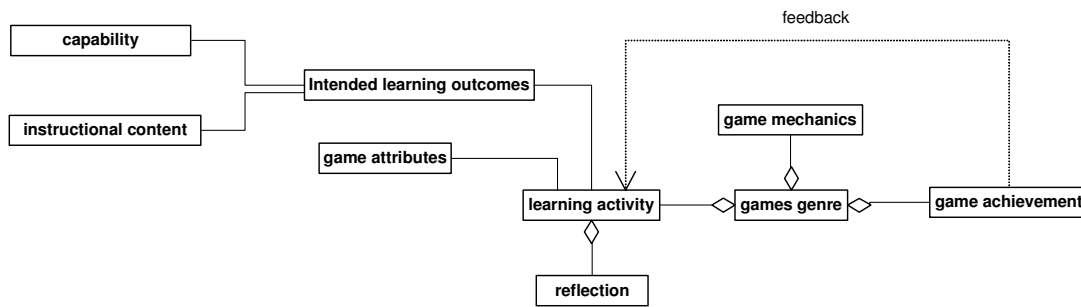 feedback
capability
Intended learning outcomes
instructional content
game mechanics
game attributes
learning activity
games genre
game achievement
reflection